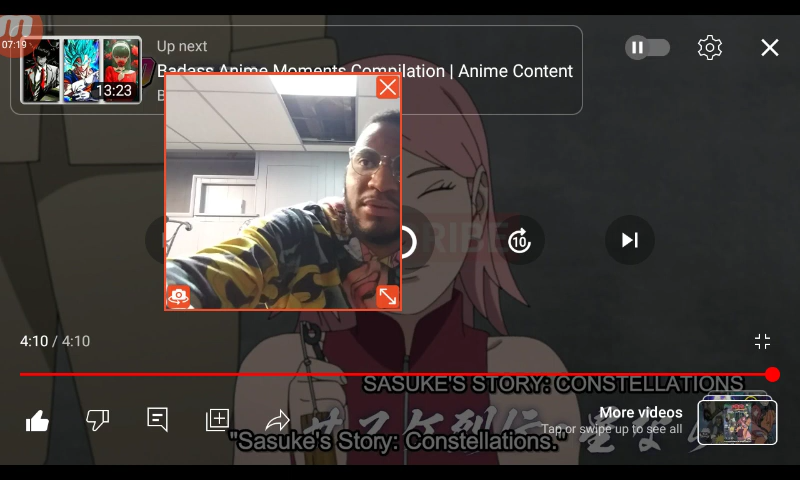 07:19
Up next
Badass Anime Moments Compilation | Anime Content
13:23
10
4:10 / 4:10
SASUKE'S STORY: CONSTELLATIONS
"Sasuke's Story: Constellations."
More videos
Tap or swipe up to see all